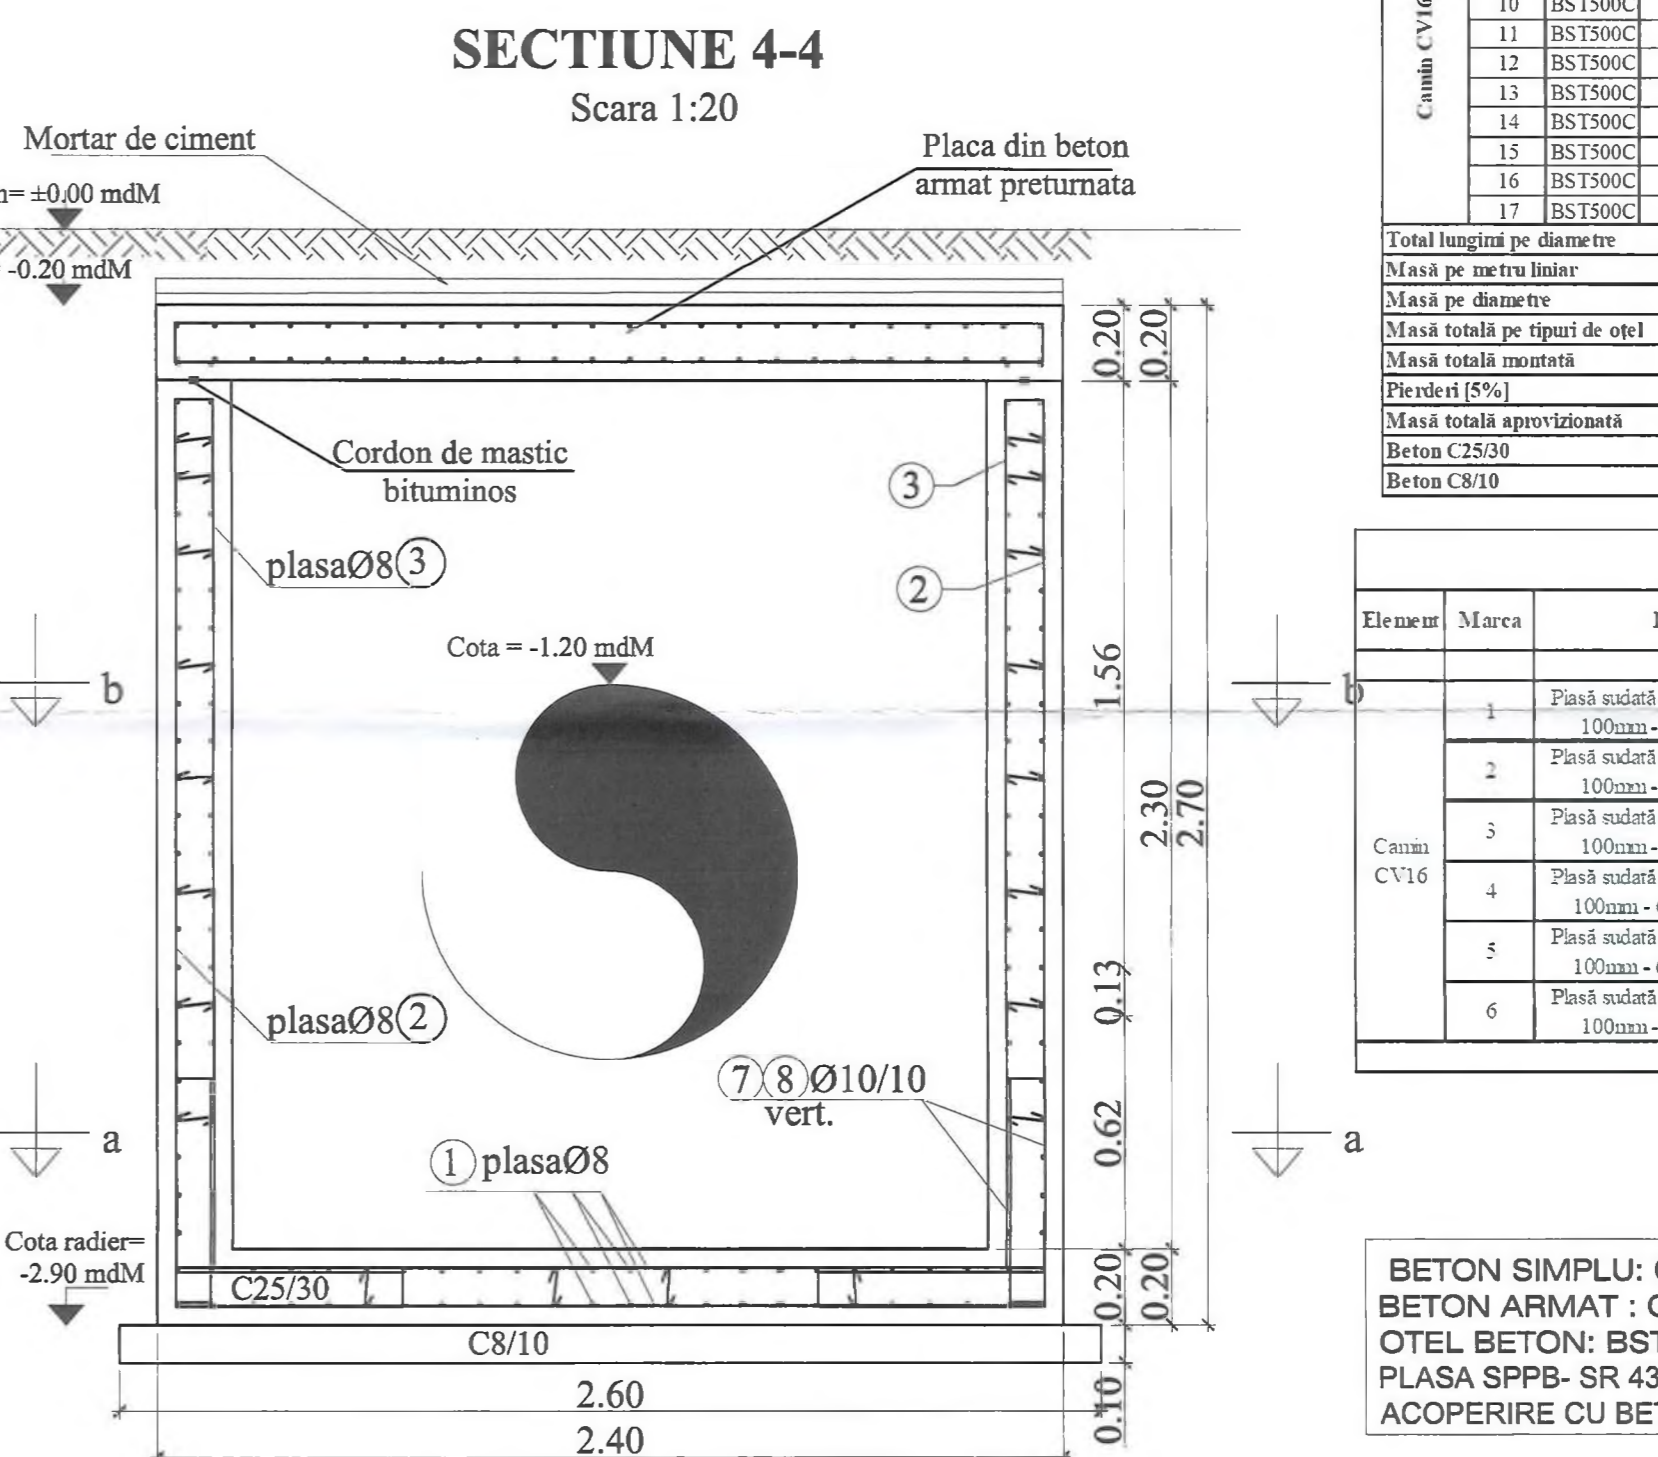 SECTIUNE 4-4
Scara 1:20
Mortar de ciment
Placa din beton
armat preturnata
= ±0.00 mdM
-0.20 mdM
0.20
0.20
Cordon de mastic
bituminos
3
plasaØ8 3
2
Cota = -1.20 mdM
b
b
1.56
2.30
2.70
0.13
plasaØ8 2
7 8 Ø10/10
vert.
0.62
a
a
1 plasaØ8
Cota radier=
-2.90 mdM
C25/30
0.20
0.20
C8/10
0.10
2.60
2.40
Camin CV16
10 BST500C
11 BST500C
12 BST500C
13 BST500C
14 BST500C
15 BST500C
16 BST500C
17 BST500C
Total lungimi pe diametre
Masă pe metru liniar
Masă pe diametre
Masă totală pe tipuri de oțel
Masă totală montată
Pierderi [5%]
Masă totală aprovizionată
Beton C25/30
Beton C8/10
Element Marca
Camin
CV16
1 Plasă sudată
100mm -
2 Plasă sudată
100mm -
3 Plasă sudată
100mm -
4 Plasă sudată
100mm -
5 Plasă sudată
100mm -
6 Plasă sudată
100mm -
BETON SIMPLU:
BETON ARMAT :
OTEL BETON: BST
PLASA SPPB- SR 43
ACOPERIRE CU BET